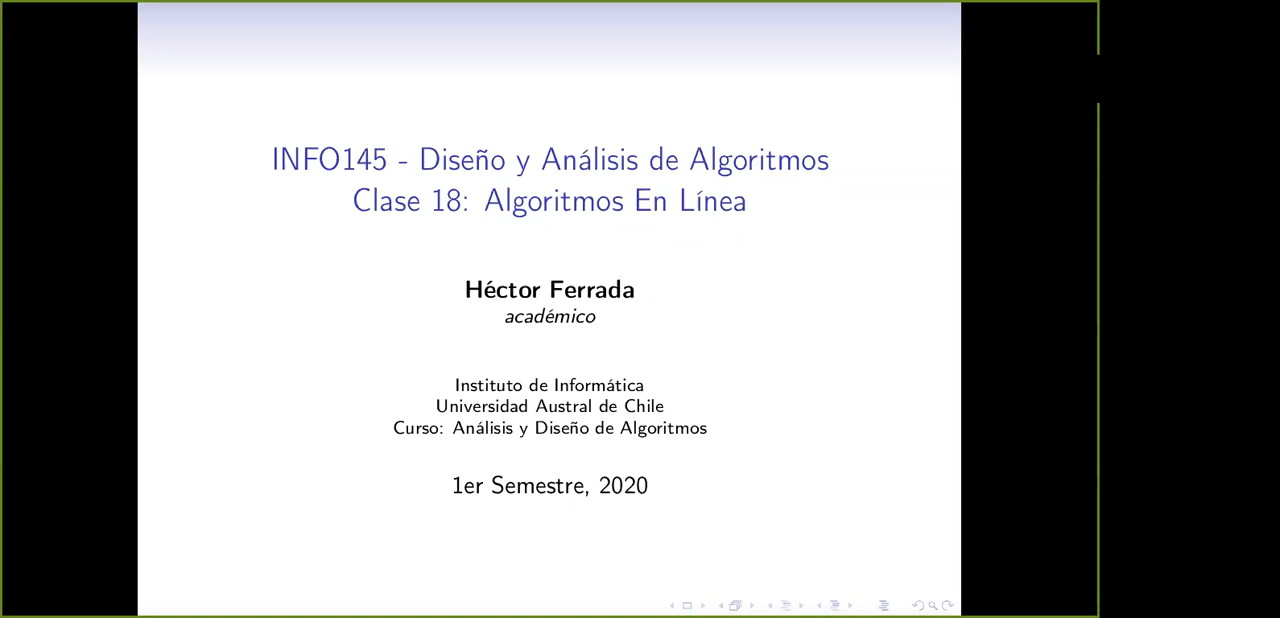 INFO145 - Diseño y Análisis de Algoritmos
Clase 18: Algoritmos En Línea
Héctor Ferrada
académico
Instituto de Informática
Universidad Austral de Chile
Curso: Análisis y Diseño de Algoritmos
1er Semestre, 2020